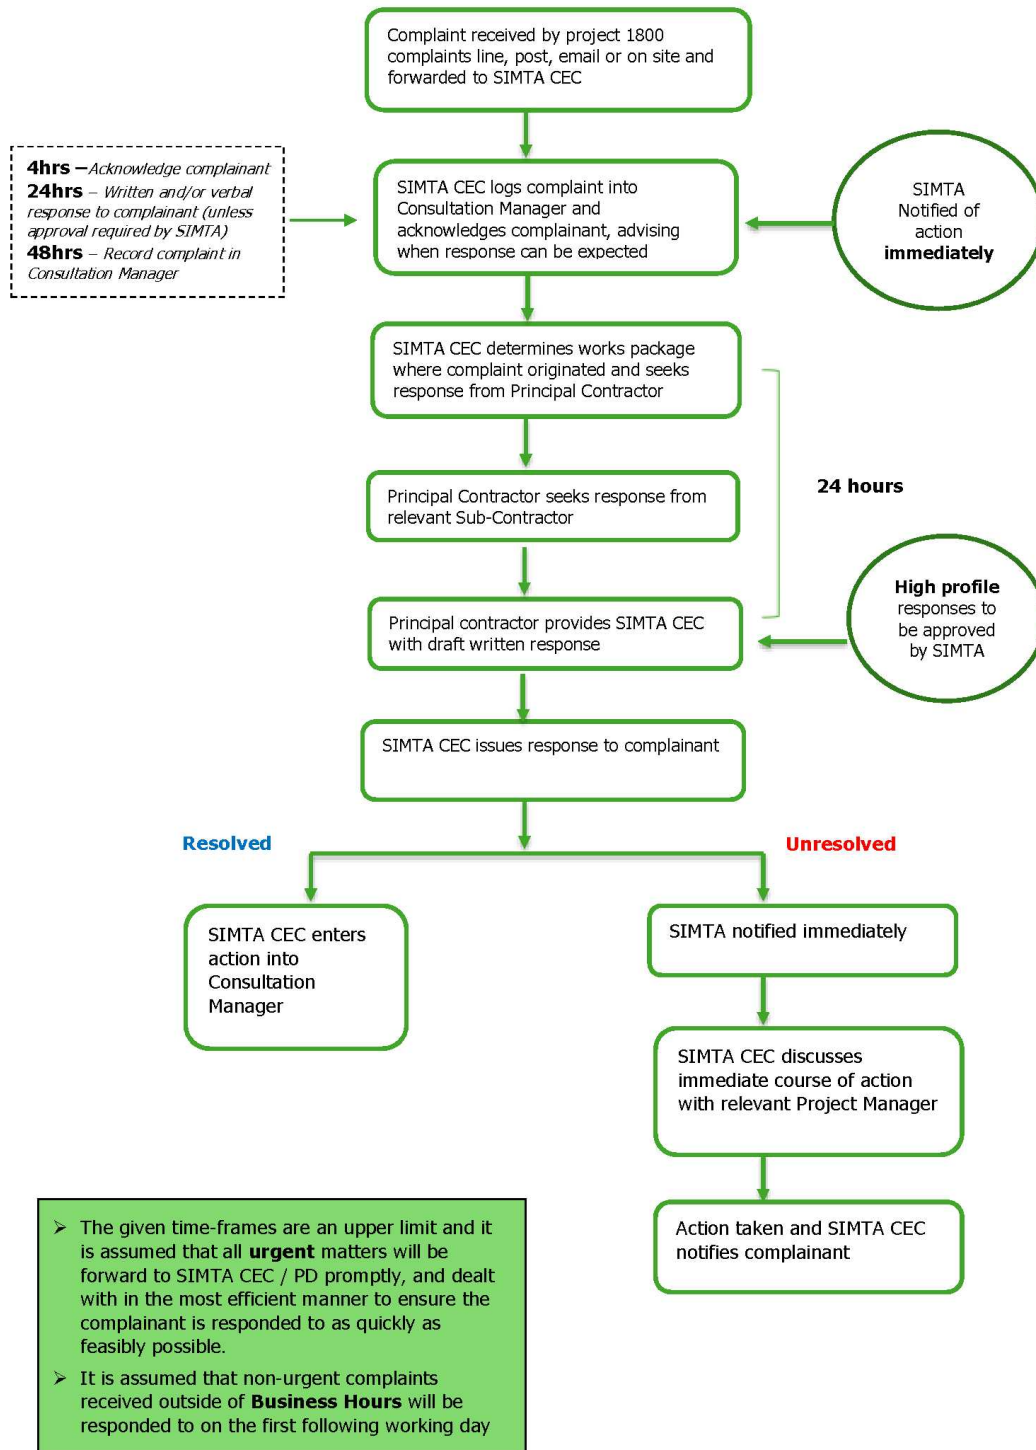 Complaint received by project 1800
complaints line, post, email or on site and
forwarded to SIMTA CEC
4hrs – Acknowledge complainant
24hrs – Written and/or verbal
response to complainant (unless
approval required by SIMTA)
48hrs – Record complaint in
Consultation Manager
SIMTA CEC logs complaint into
Consultation Manager and
acknowledges complainant, advising
when response can be expected
SIMTA
Notified of
action
immediately
SIMTA CEC determines works package
where complaint originated and seeks
response from Principal Contractor
24 hours
Principal Contractor seeks response from
relevant Sub-Contractor
Principal contractor provides SIMTA CEC
with draft written response
High profile
responses to
be approved
by SIMTA
SIMTA CEC issues response to complainant
Resolved
Unresolved
SIMTA CEC enters
action into
Consultation
Manager
SIMTA notified immediately
SIMTA CEC discusses
immediate course of action
with relevant Project Manager
Action taken and SIMTA CEC
notifies complainant
➢ The given time-frames are an upper limit and it
is assumed that all urgent matters will be
forward to SIMTA CEC / PD promptly, and dealt
with in the most efficient manner to ensure the
complainant is responded to as quickly as
feasibly possible.
➢ It is assumed that non-urgent complaints
received outside of Business Hours will be
responded to on the first following working day